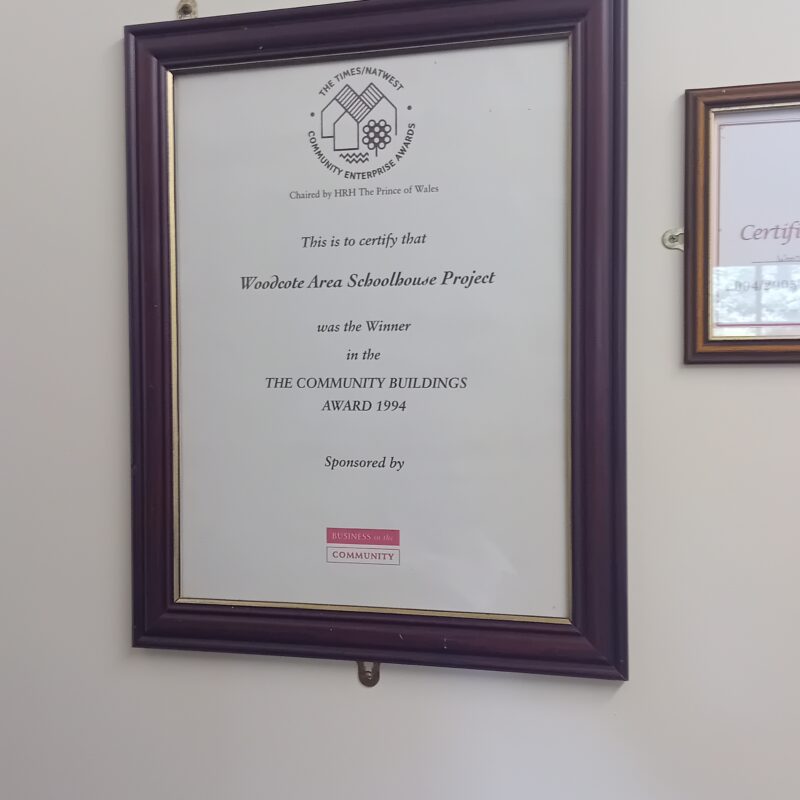 THE TIMES/NATWEST
COMMUNITY ENTERPRISE AWARDS
Chaired by HRH The Prince of Wales
This is to certify that
Woodcote Area Schoolhouse Project
was the Winner
in the
THE COMMUNITY BUILDINGS
AWARD 1994
Sponsored by
BUSINESS in the
COMMUNITY
Certifi